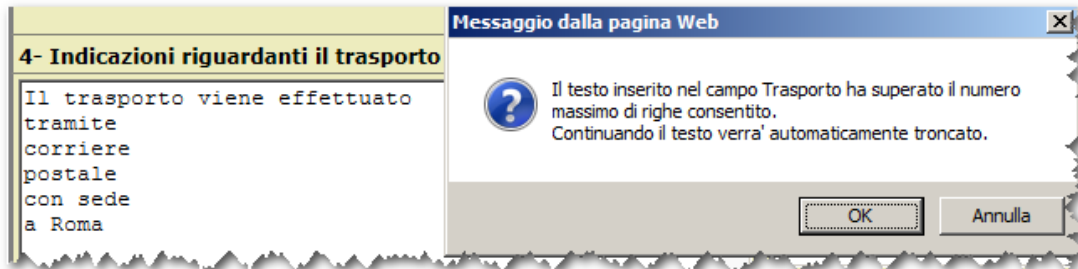 4- Indicazioni riguardanti il trasporto
Il trasporto viene effettuato
tramite
corriere
postale
con sede
a Roma
Messaggio dalla pagina Web
Il testo inserito nel campo Trasporto ha superato il numero
massimo di righe consentito.
Continuando il testo verra' automaticamente troncato.
OK
Annulla